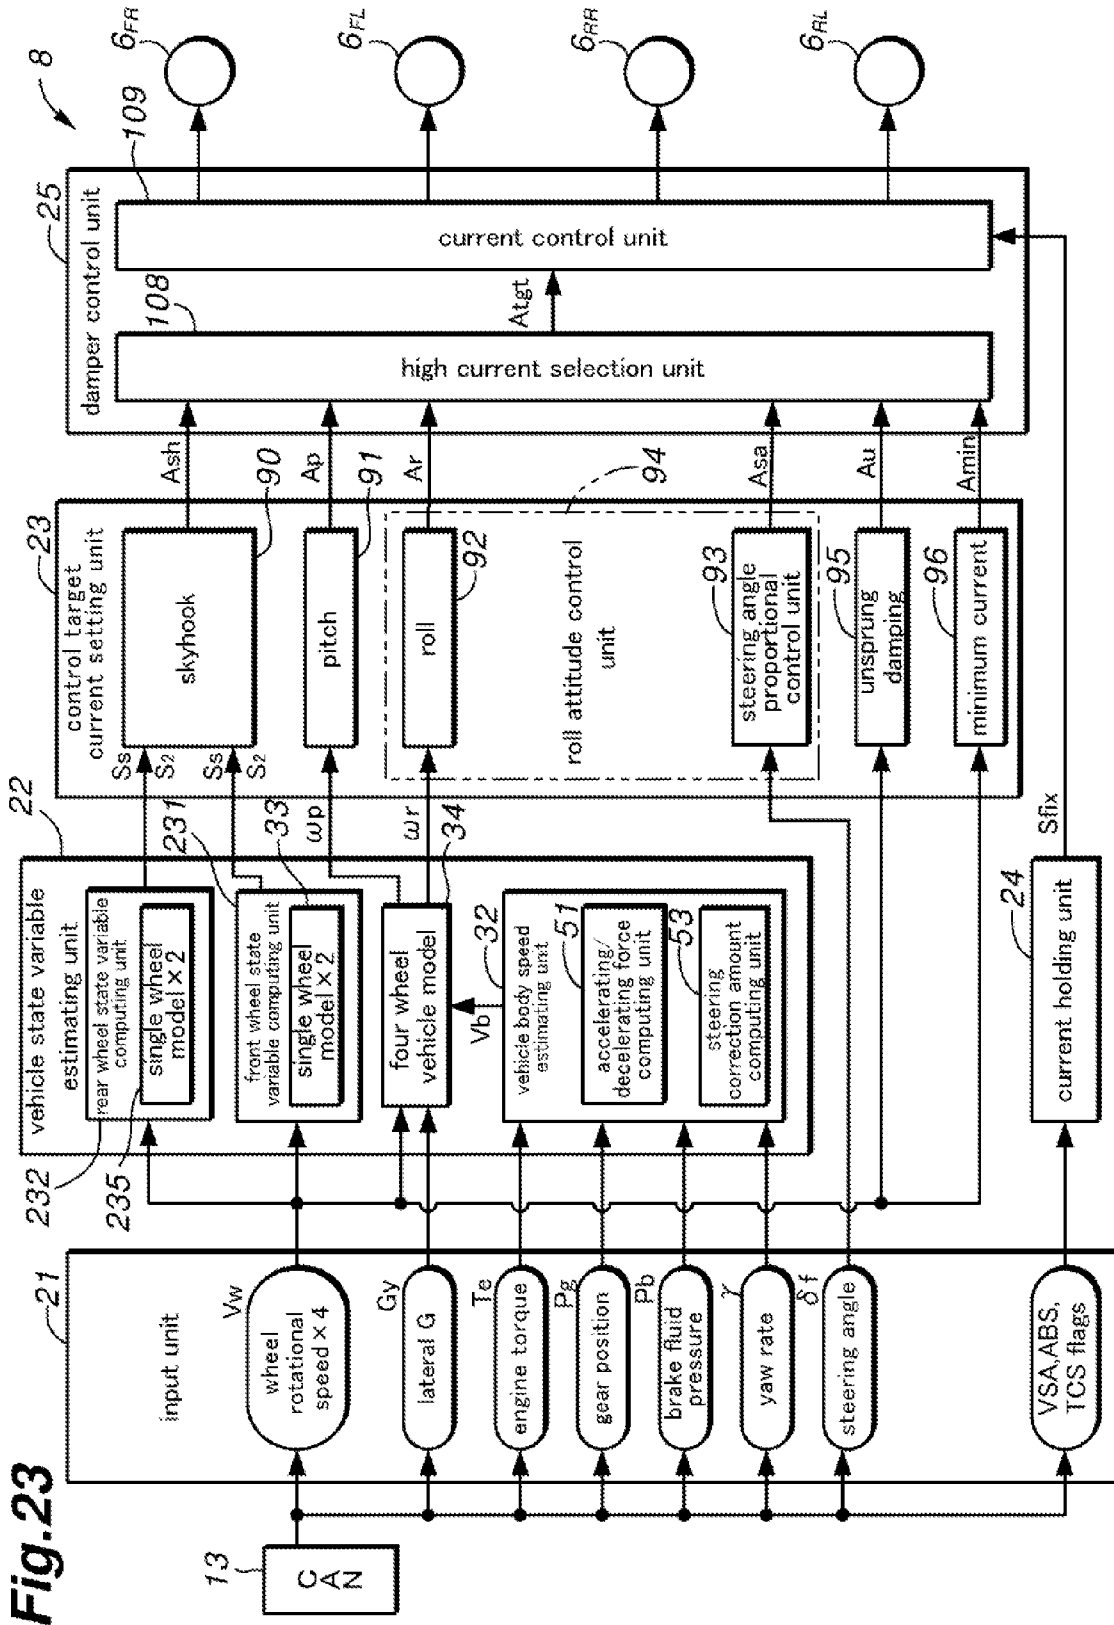 Fig.23
13
CAN
21
input unit
Vw
wheel
rotational
speed×4
Gy
lateral G
Te
engine torque
Pg
gear position
Pb
brake fluid
pressure
γ
yaw rate
δf
steering angle
VSA,ABS,
TCS flags
22
vehicle state variable
estimating unit
232
rear wheel state variable
computing unit
235
single wheel
model×2
231
front wheel state
variable computing unit
33
single wheel
model×2
34
four wheel
vehicle model
Vb
32
vehicle body speed
estimating unit
51
accelerating/
decelerating force
computing unit
53
steering
correction amount
computing unit
24
current holding unit
Sfix
23
control target
current setting unit
Ss
S2
Ss
S2
skyhook
90
ωp
pitch
91
ωr
roll
92
roll attitude control
unit
94
steering angle
proportional
control unit
93
unsprung
damping
95
minimum current
96
Ash
Ap
Ar
Asa
Au
Amin
25
damper control unit
108
high current selection unit
Atgt
109
current control unit
8
6FR
6FL
6RR
6RL